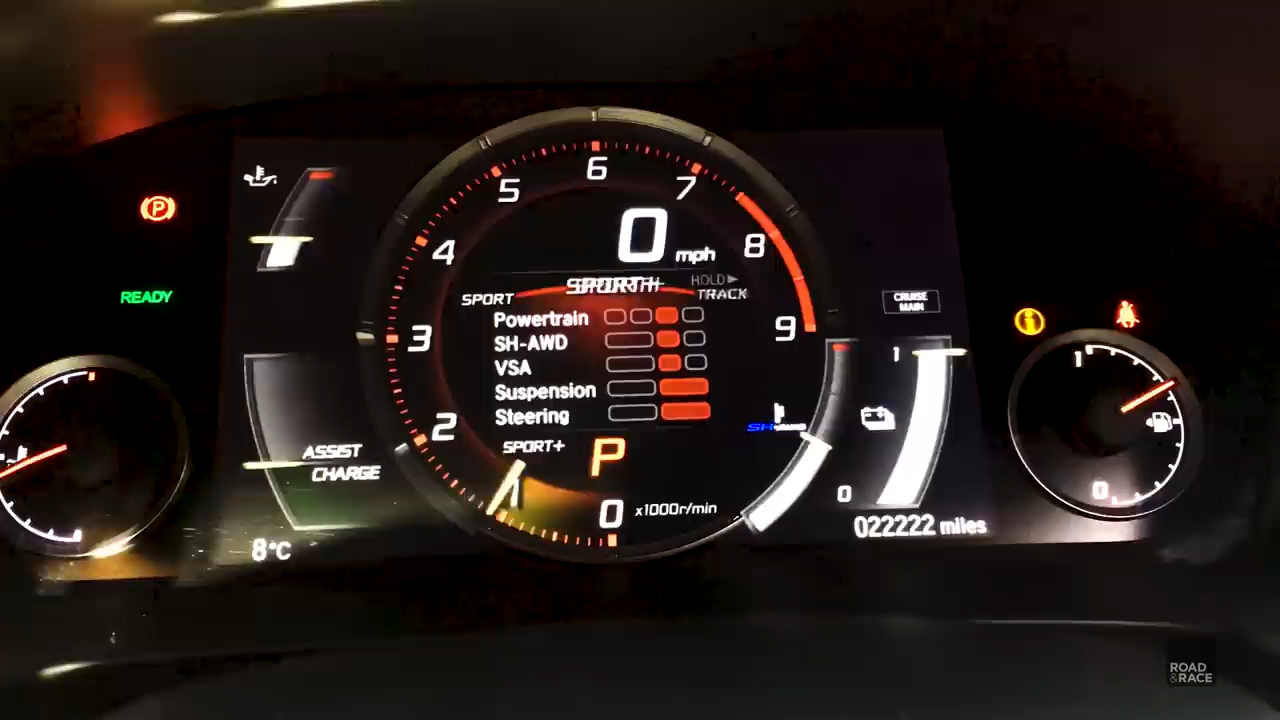 6
5
7
4
8
0 mph
HOLD ▶
SPORT+
SPORT
TRACK
P
READY
Powertrain
SH-AWD
VSA
Suspension
Steering
3
9
CRUISE
MAIN
2
1
1
SPORT+
P
ASSIST
CHARGE
1
0 x1000r/min
0
0
022222 miles
8°C
ROAD
&RACE